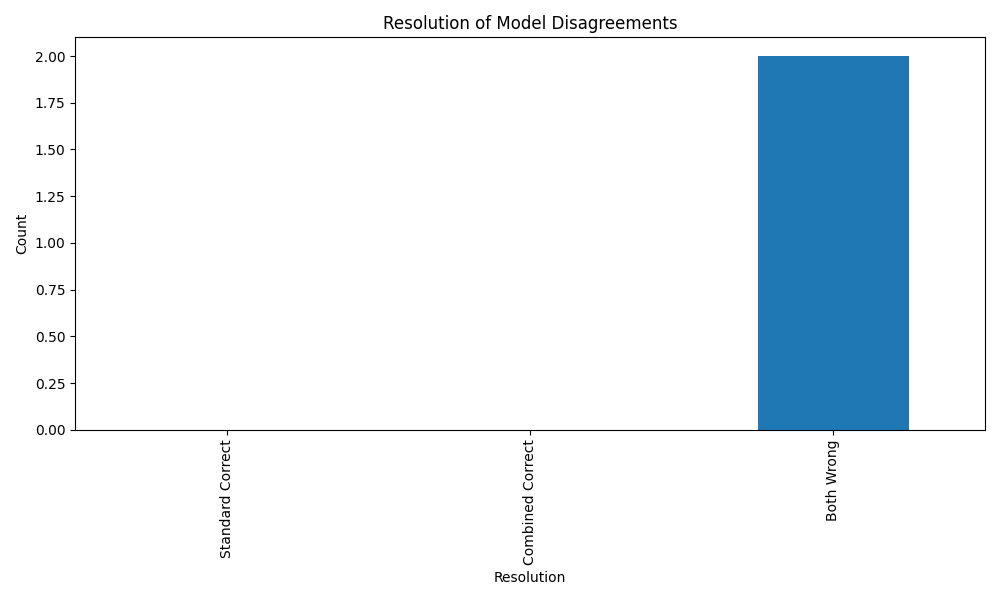 Resolution of Model Disagreements
2.00
1.75
1.50
1.25
1.00
0.75
0.50
0.25
0.00
Count
Standard Correct
Combined Correct
Both Wrong
Resolution